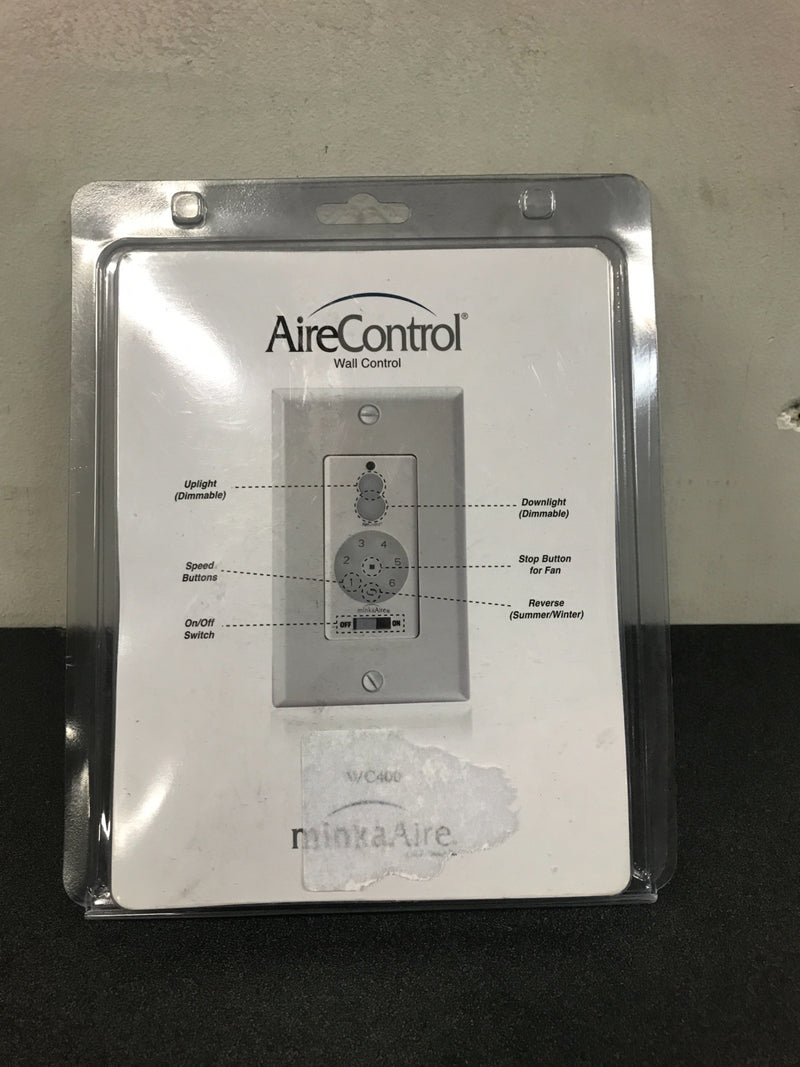 AireControl®
Wall Control
Uplight
(Dimmable)
Downlight
(Dimmable)
3 4
2 5
1 6
Speed
Buttons
Stop Button
for Fan
Reverse
(Summer/Winter)
minkaAire
On/Off
Switch
OFF ON
WC400
minkaAire